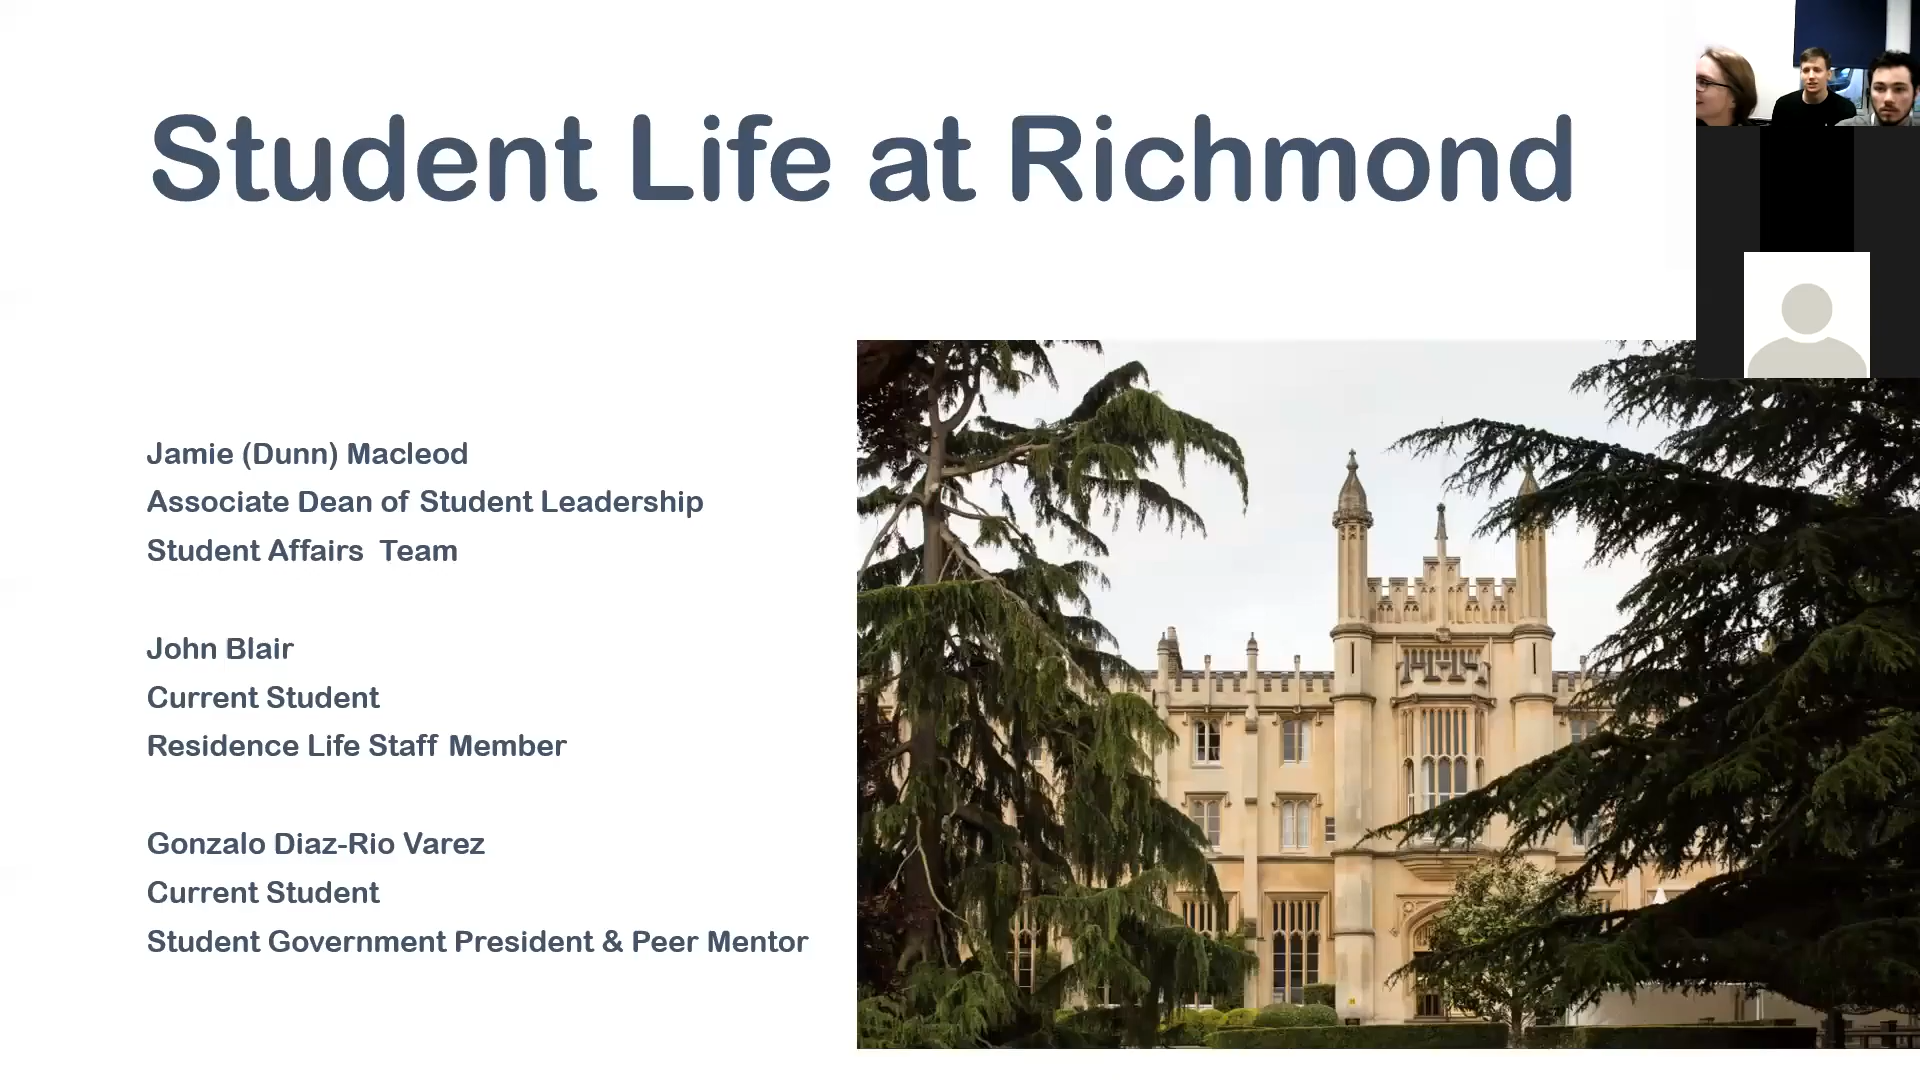 Student Life at Richmond
Jamie (Dunn) Macleod
Associate Dean of Student Leadership
Student Affairs Team
John Blair
Current Student
Residence Life Staff Member
Gonzalo Diaz-Rio Varez
Current Student
Student Government President & Peer Mentor